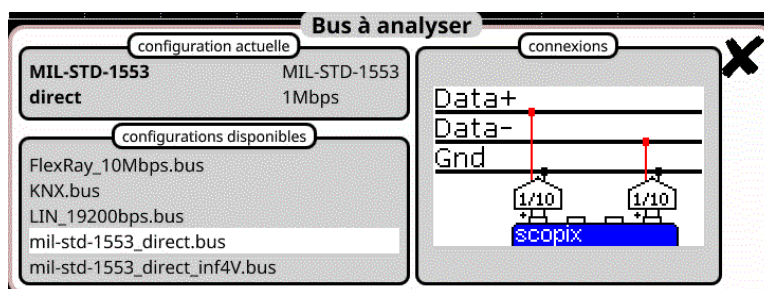 Bus à analyser
configuration actuelle
MIL-STD-1553 MIL-STD-1553
direct 1Mbps
configurations disponibles
FlexRay_10Mbps.bus
KNX.bus
LIN_19200bps.bus
mil-std-1553_direct.bus
mil-std-1553_direct_inf4V.bus
connexions
Data+
Data-
Gnd
1/10 1/10
scopix